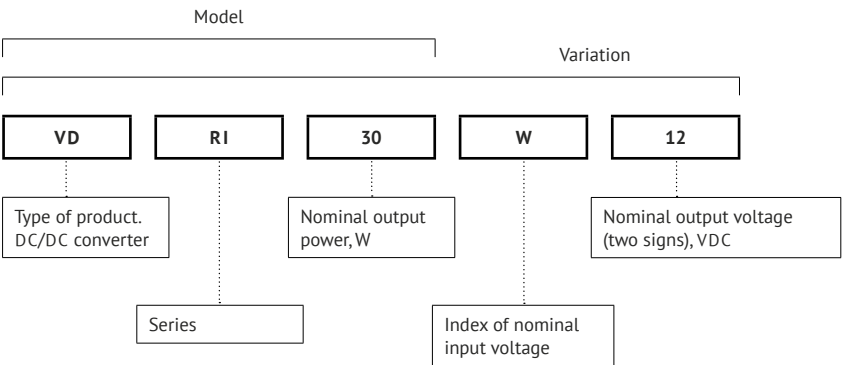 Model
Variation
VD
RI
30
W
12
Type of product.
DC/DC converter
Nominal output
power, W
Nominal output voltage
(two signs), VDC
Series
Index of nominal
input voltage